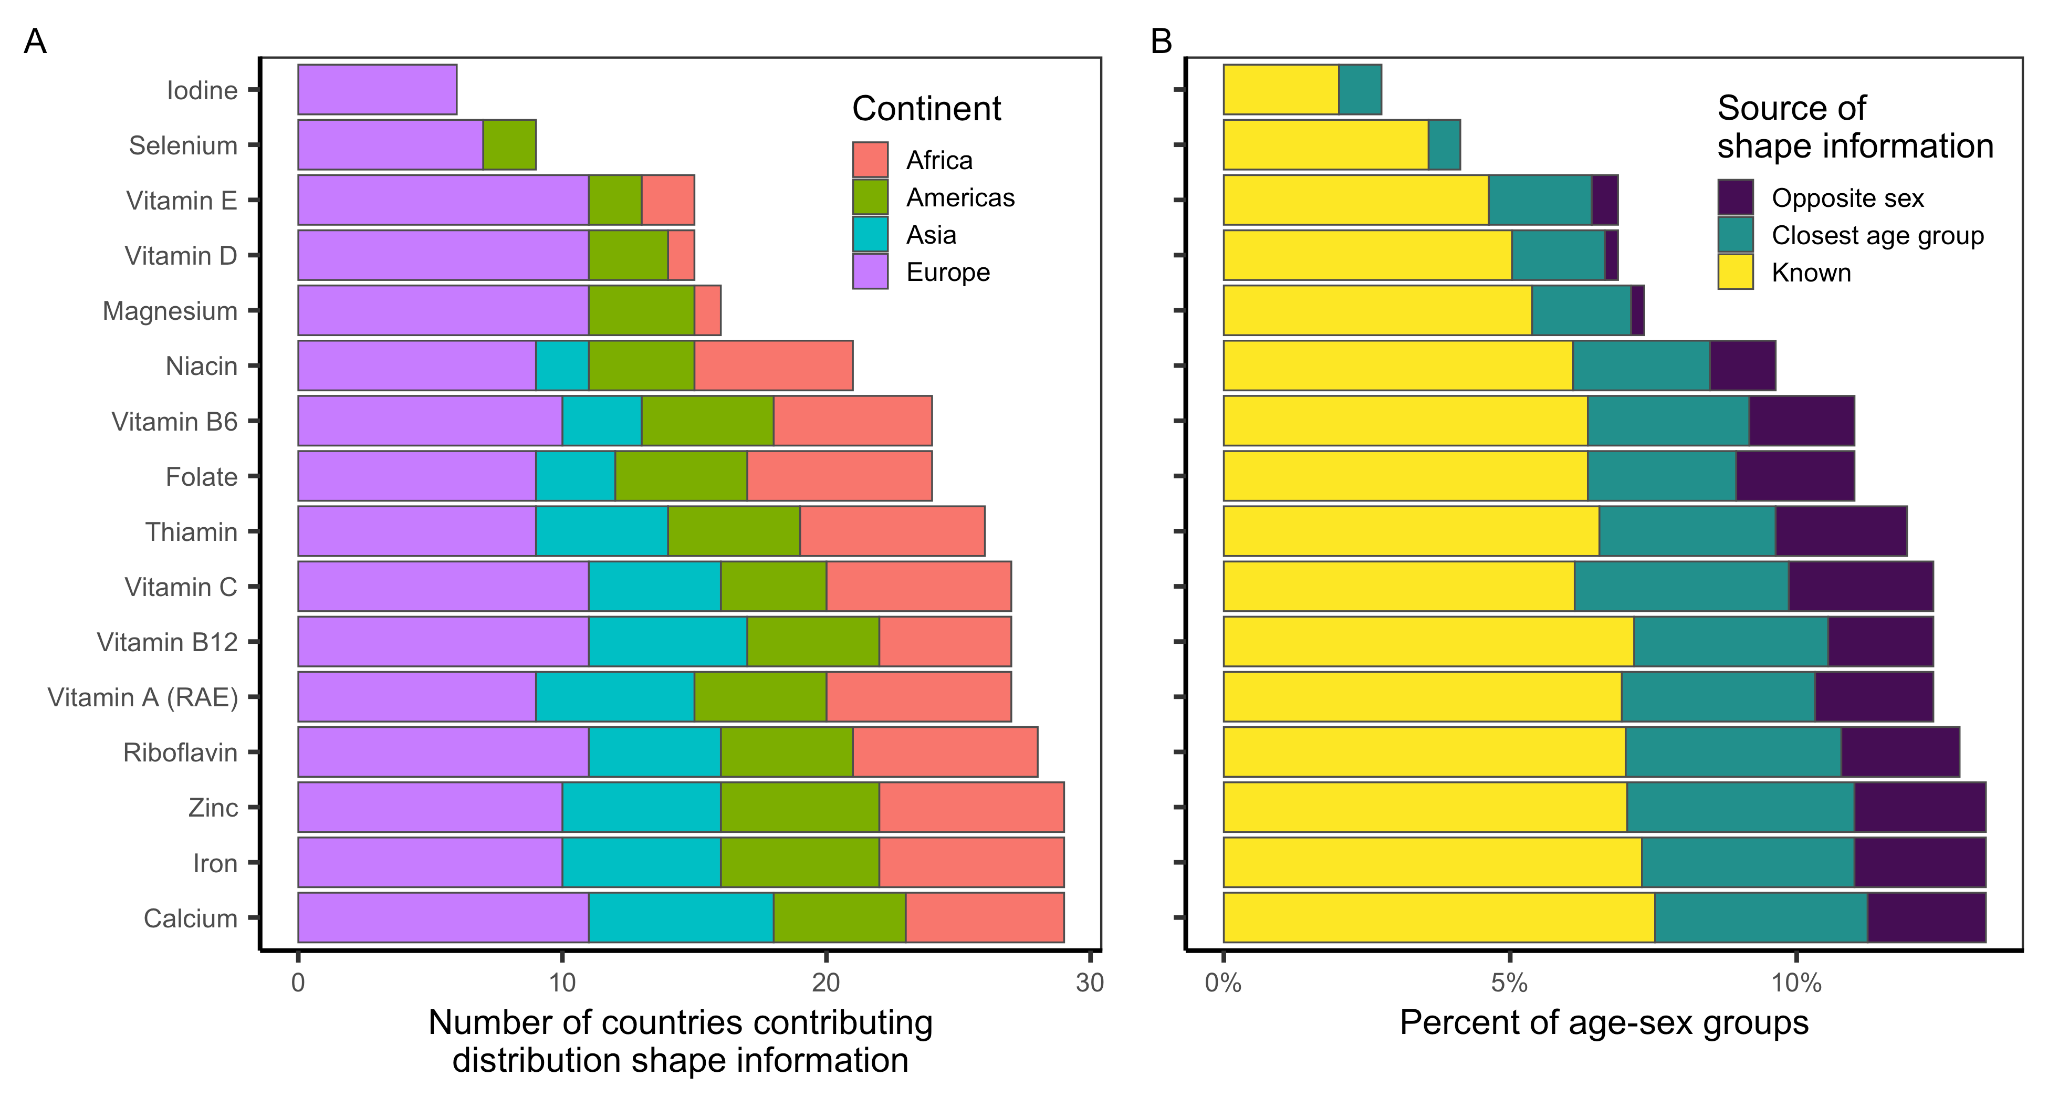 A
Iodine
Selenium
Vitamin E
Vitamin D
Magnesium
Niacin
Vitamin B6
Folate
Thiamin
Vitamin C
Vitamin B12
Vitamin A (RAE)
Riboflavin
Zinc
Iron
Calcium
Continent
Africa
Americas
Asia
Europe
0 10 20 30
Number of countries contributing
distribution shape information
B
Source of
shape information
Opposite sex
Closest age group
Known
0% 5% 10%
Percent of age-sex groups